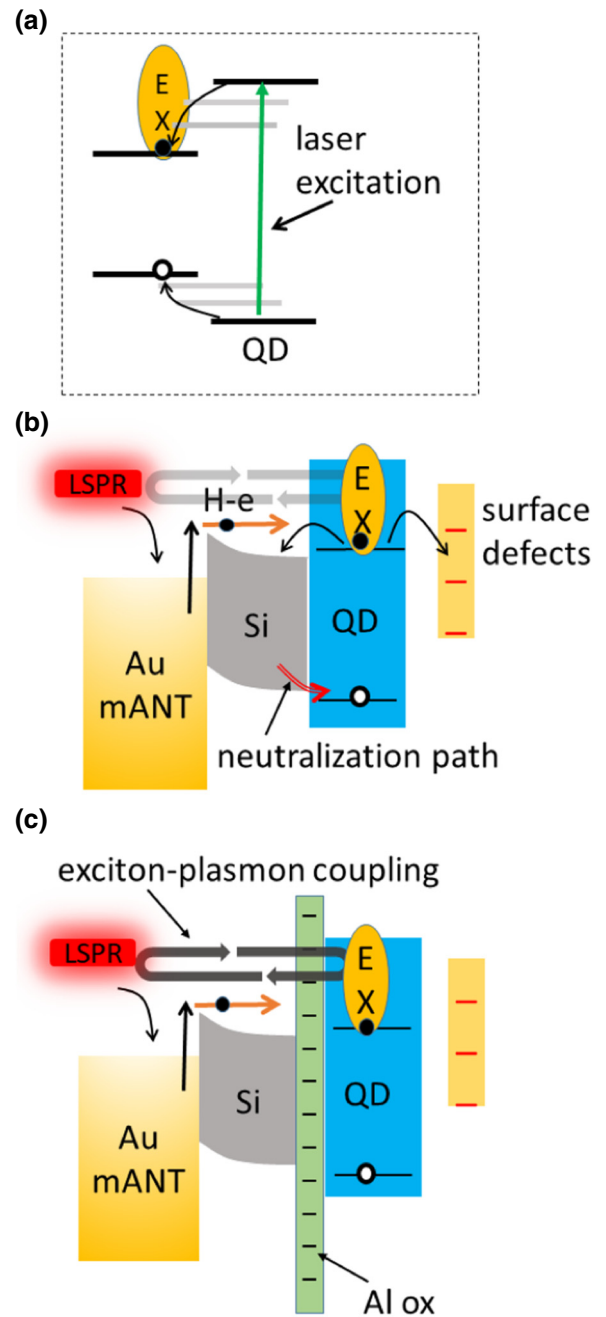 (a)
E
X
laser
excitation
QD
(b)
LSPR
H-e
E
X
surface
defects
Si
QD
Au
mANT
neutralization path
(c)
exciton-plasmon coupling
LSPR
E
X
Si
QD
Au
mANT
Al ox